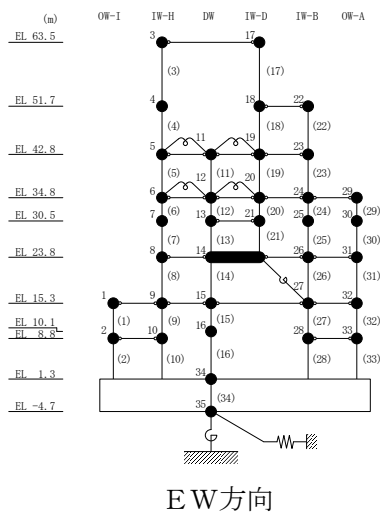 (m) OW-I IW-H DW IW-D IW-B OW-A
EL 63.5 3 17
(3) (17)
EL 51.7 4 18 22
(4) (18) (22)
11
EL 42.8 5 19 23
(5) (11) (19) (23)
12
EL 34.8 6 20 24 29
(6) (12) (20) (24) (29)
EL 30.5 7 13 21 25 30
(7) (13) (21) (25) (30)
EL 23.8 8 14 26 31
(8) (14) (26) (31)
27
EL 15.3 1 9 15 32
(1) (9) (15) (27) (32)
EL 10.1 16
EL 8.8 2 10 28 33
(2) (10) (16) (28) (33)
EL 1.3 34
(34)
EL -4.7 35
EW方向